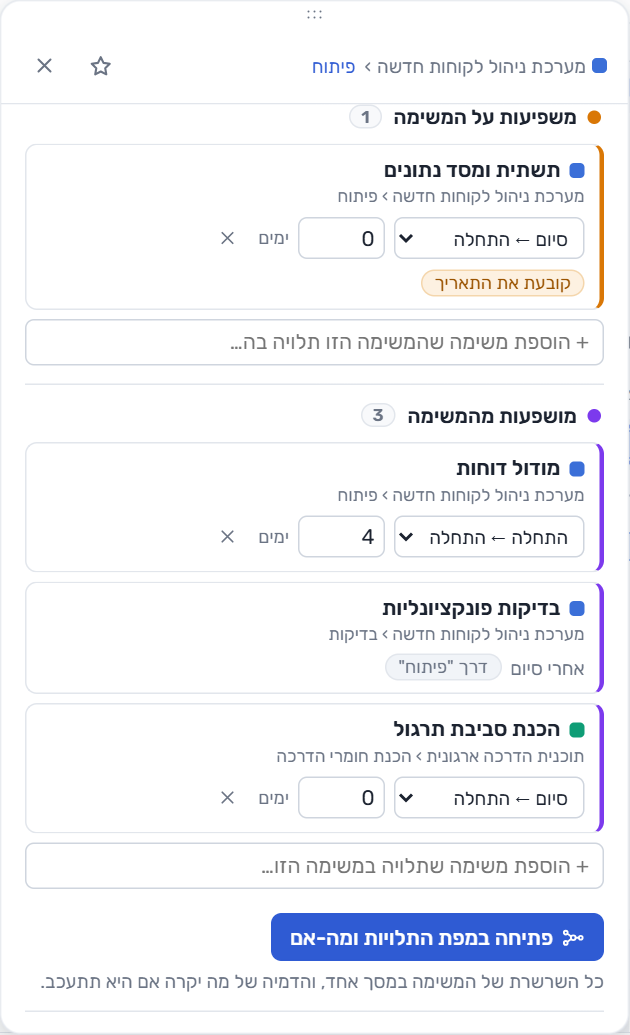 מערכת ניהול לקוחות חדשה › פיתוח
משפיעות על המשימה 1
תשתית ומסד נתונים
מערכת ניהול לקוחות חדשה › פיתוח
סיום ← התחלה 0 ימים
קובעת את התאריך
+ הוספת משימה שהמשימה הזו תלויה בה...
מושפעות מהמשימה 3
מודול דוחות
מערכת ניהול לקוחות חדשה › פיתוח
התחלה ← התחלה 4 ימים
בדיקות פונקציונליות
מערכת ניהול לקוחות חדשה › בדיקות
אחרי סיום דרך "פיתוח"
הכנת סביבת תרגול
תוכנית הדרכה ארגונית › הכנת חומרי הדרכה
סיום ← התחלה 0 ימים
+ הוספת משימה שתלויה במשימה הזו...
פתיחה במפת התלויות ומה-אם
כל השרשרת של המשימה במסך אחד, והדמיה של מה יקרה אם היא תתעכב.